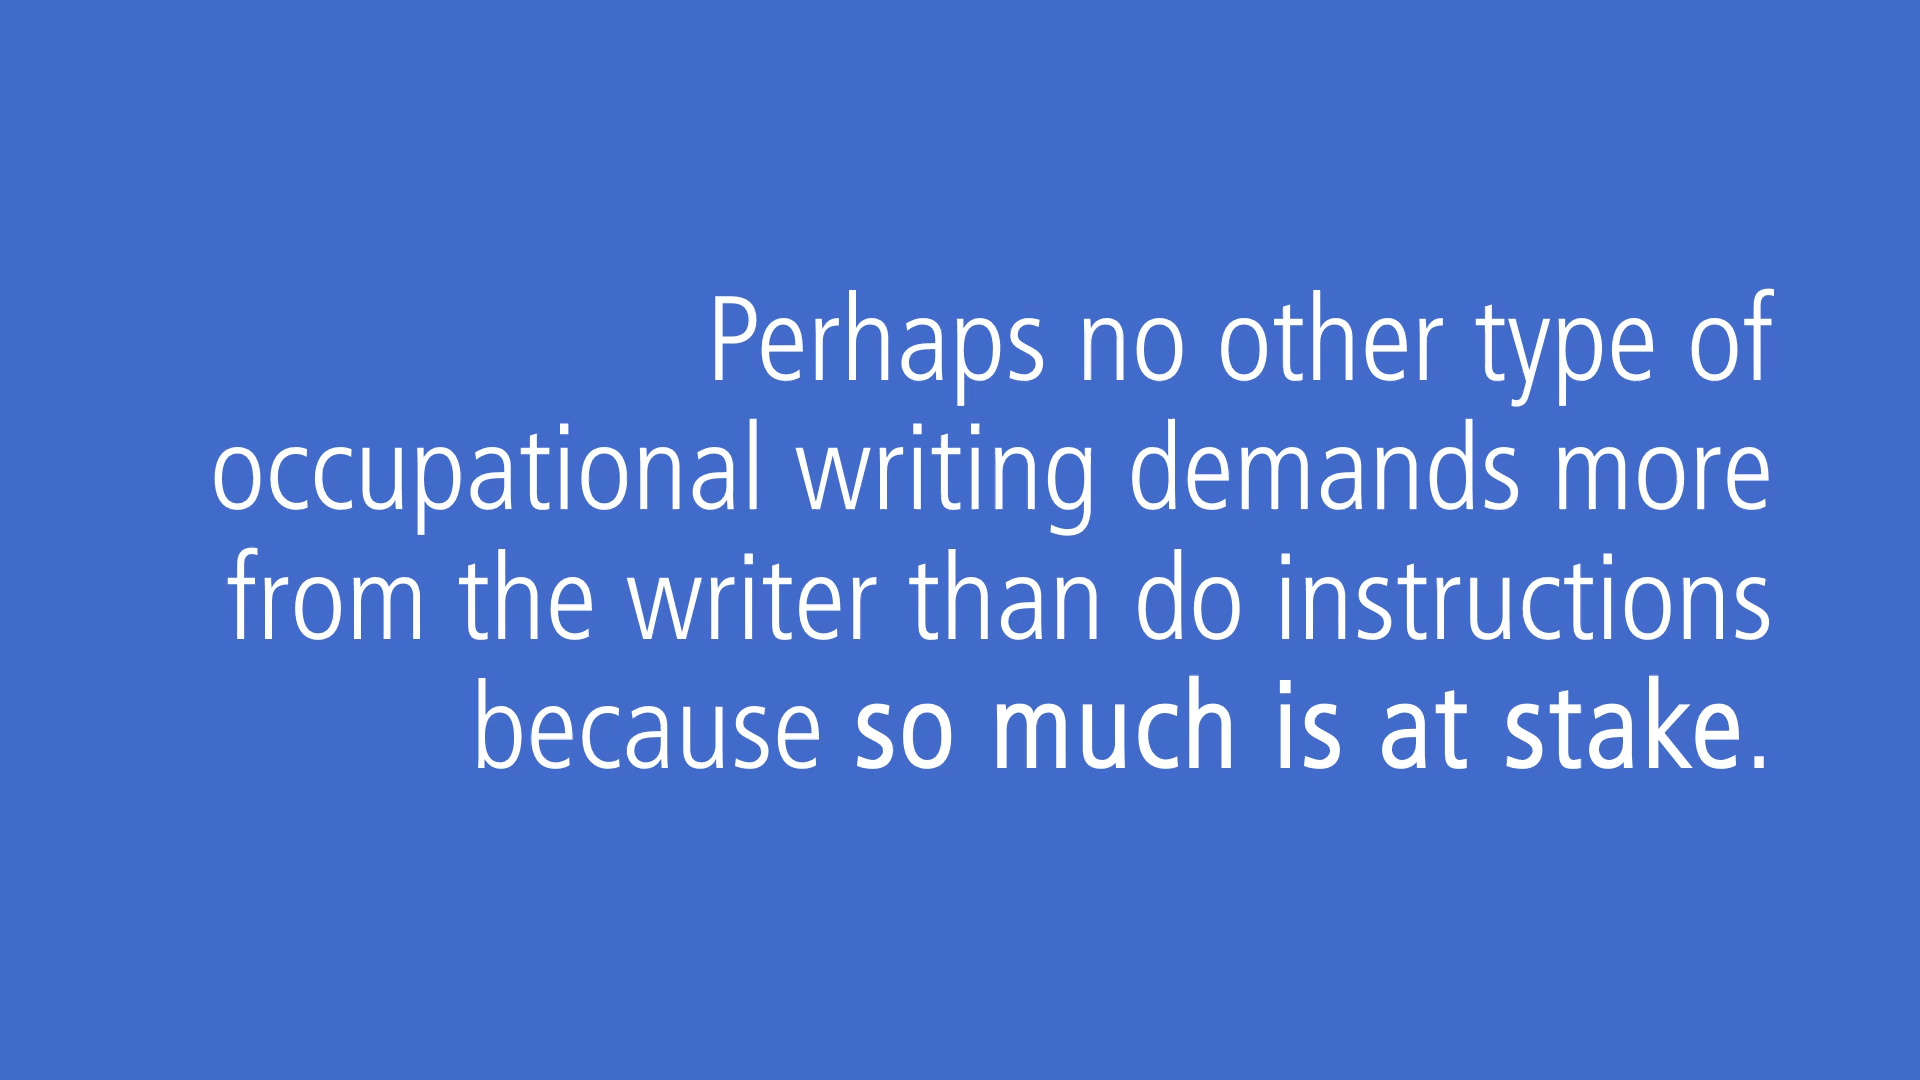 Perhaps no other type of
occupational writing demands more
from the writer than do instructions
because so much is at stake.